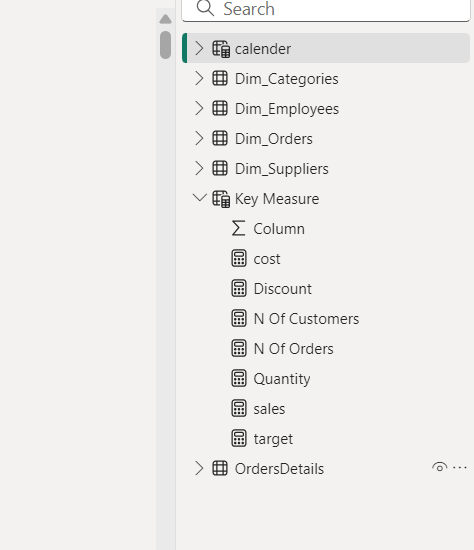 Search
calender
Dim_Categories
Dim_Employees
Dim_Orders
Dim_Suppliers
Key Measure
Column
cost
Discount
N Of Customers
N Of Orders
Quantity
sales
target
OrdersDetails